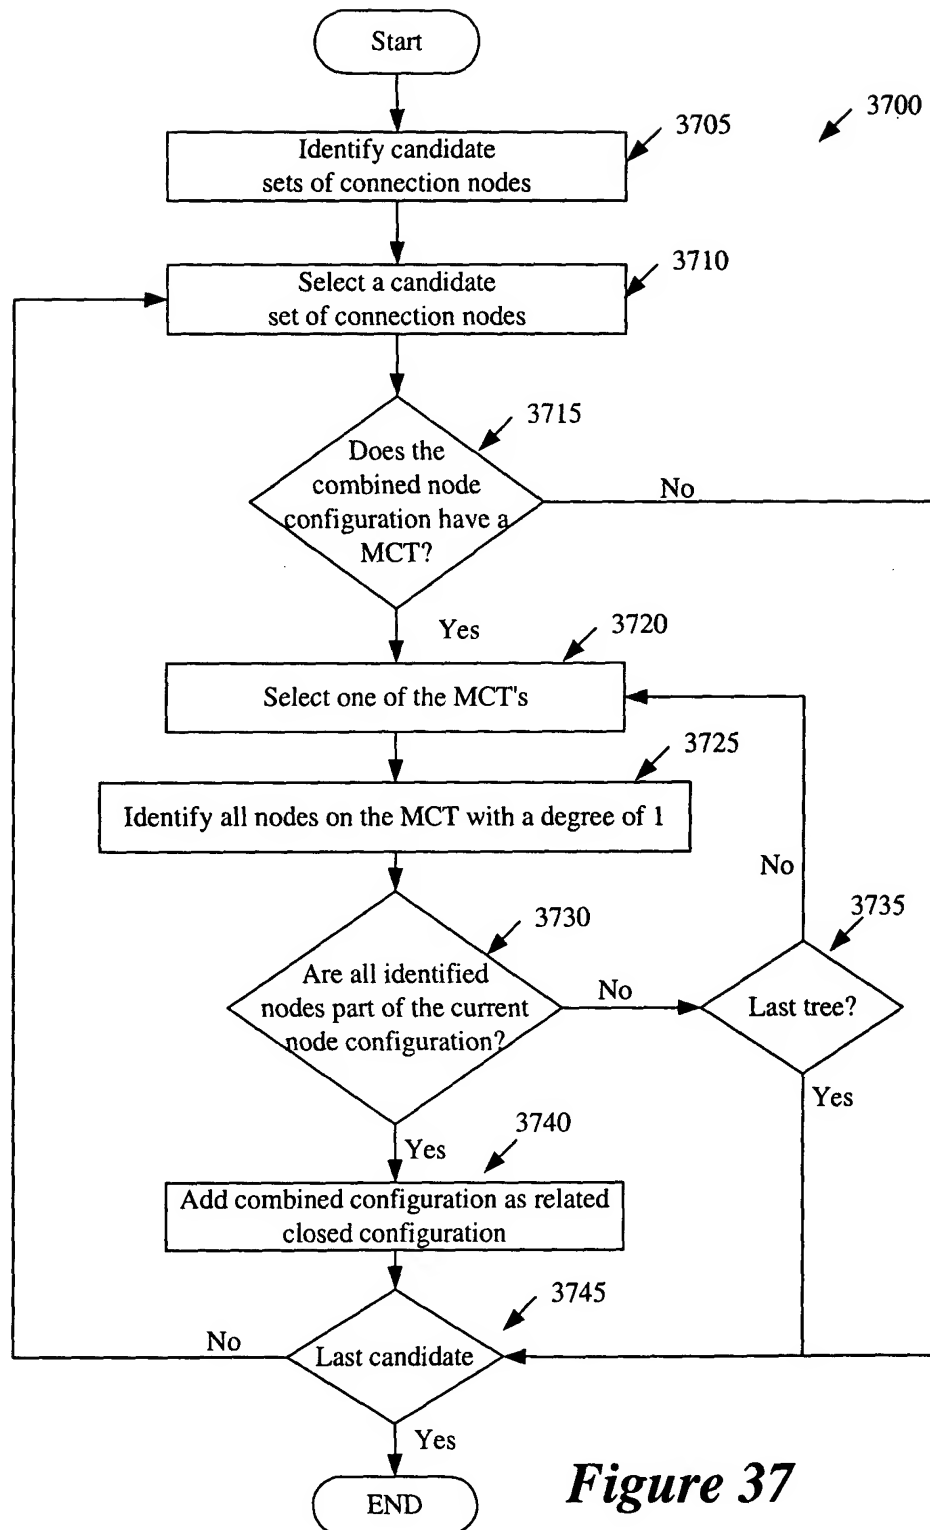 Start
3700
3705
Identify candidate
sets of connection nodes
3710
Select a candidate
set of connection nodes
3715
Does the
combined node
configuration have a
MCT?
No
Yes
3720
Select one of the MCT's
3725
Identify all nodes on the MCT with a degree of 1
No
3730
3735
Are all identified
nodes part of the current
node configuration?
No
Last tree?
Yes
Yes
3740
Add combined configuration as related
closed configuration
3745
No
Last candidate
Yes
END
Figure 37